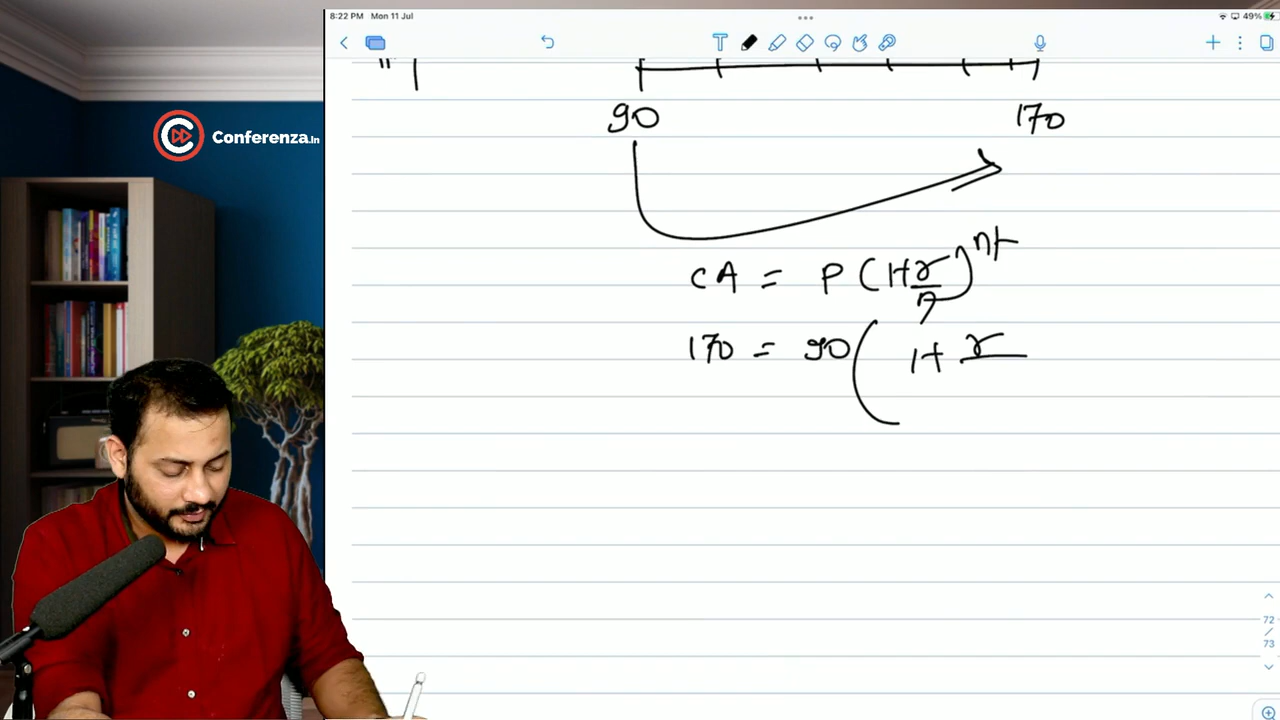 8:22 PM Mon 11 Jul
49%
90 170
Conferenza.in
CA = P(1+r/n)^nt
170 = 90(1+r
72
/
73